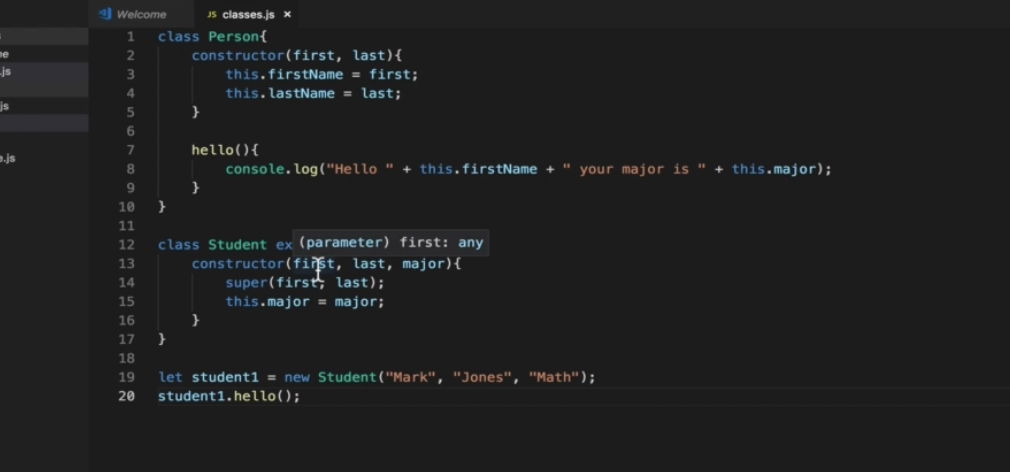 Welcome
JS classes.js ×
1 class Person{
2 constructor(first, last){
3 this.firstName = first;
4 this.lastName = last;
5 }
6
7 hello(){
8 console.log("Hello " + this.firstName + " your major is " + this.major);
9 }
10 }
11
12 class Student ex
(parameter) first: any
13 constructor(first, last, major){
14 super(first, last);
15 this.major = major;
16 }
17 }
18
19 let student1 = new Student("Mark", "Jones", "Math");
20 student1.hello();
.js
js
e.js